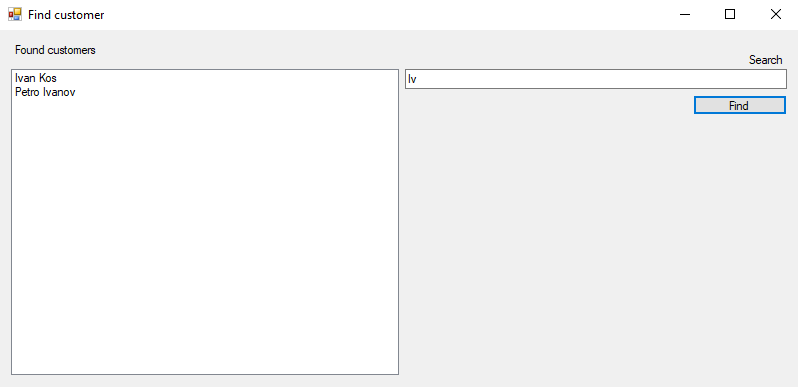 Find customer
Found customers
Search
Ivan Kos
Petro Ivanov
Iv
Find